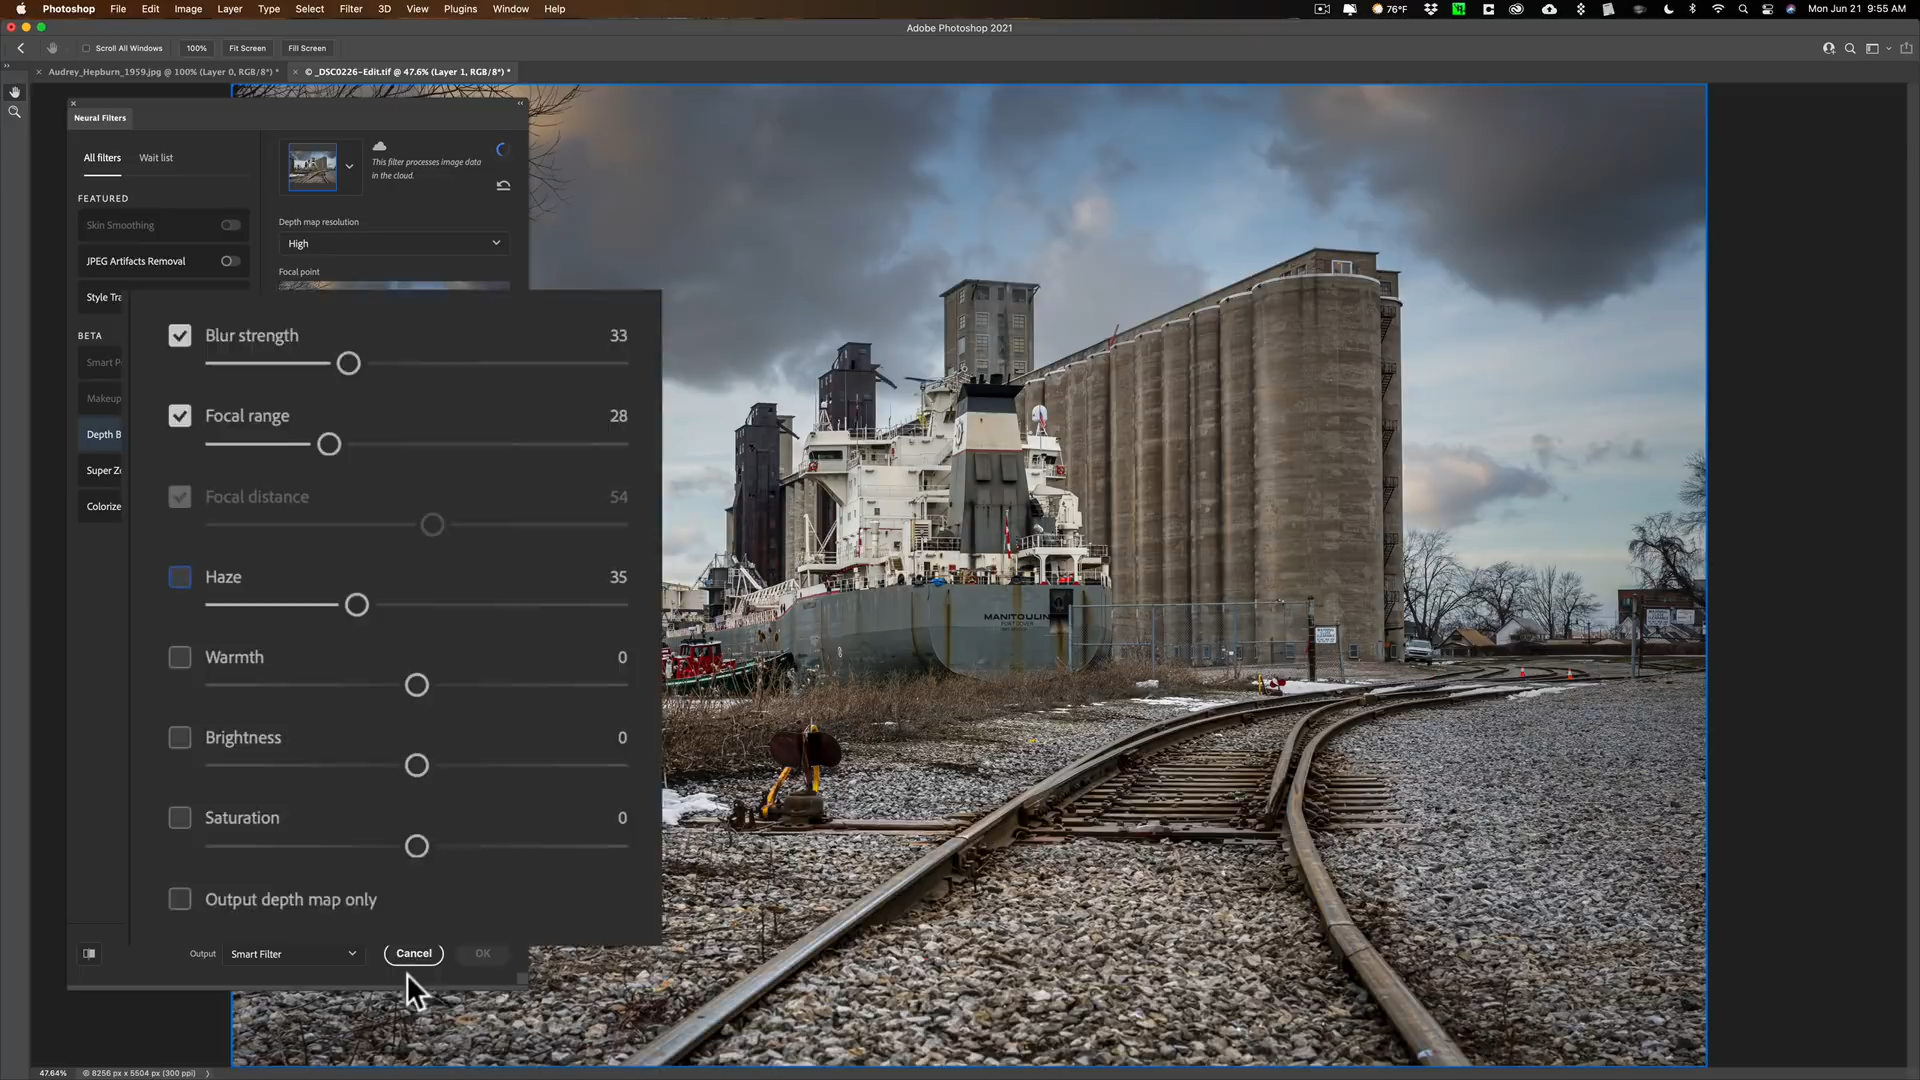 Photoshop File Edit Image Layer Type Select Filter 3D View Plugins Window Help
76°F
Mon Jun 21 9:55 AM
Adobe Photoshop 2021
Scroll All Windows 100% Fit Screen Fill Screen
Audrey_Hepburn_1959.jpg @ 100% (Layer 0, RGB/8*) *
© _DSC0226-Edit.tif @ 47.6% (Layer 1, RGB/8*) *
Neural Filters
All filters Wait list
FEATURED
Skin Smoothing
JPEG Artifacts Removal
Style Tra
BETA
Smart P
Makeup
Depth B
Super Zo
Colorize
This filter processes image data
in the cloud.
Depth map resolution
High
Focal point
Blur strength 33
Focal range 28
Focal distance 54
Haze 35
Warmth 0
Brightness 0
Saturation 0
Output depth map only
Output Smart Filter Cancel OK
MANITOULIN
PORT DOVER
47.64% 8256 px x 5504 px (300 ppi)